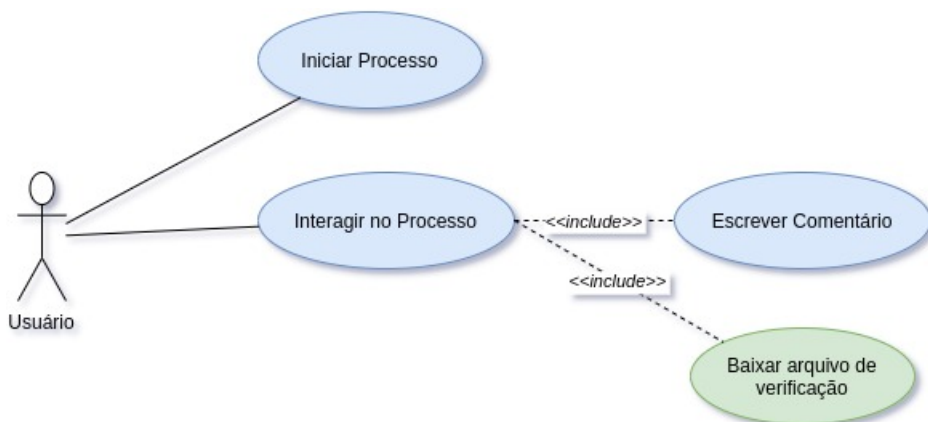 Iniciar Processo
Interagir no Processo
<<include>>
Escrever Comentário
<<include>>
Usuário
Baixar arquivo de
verificação